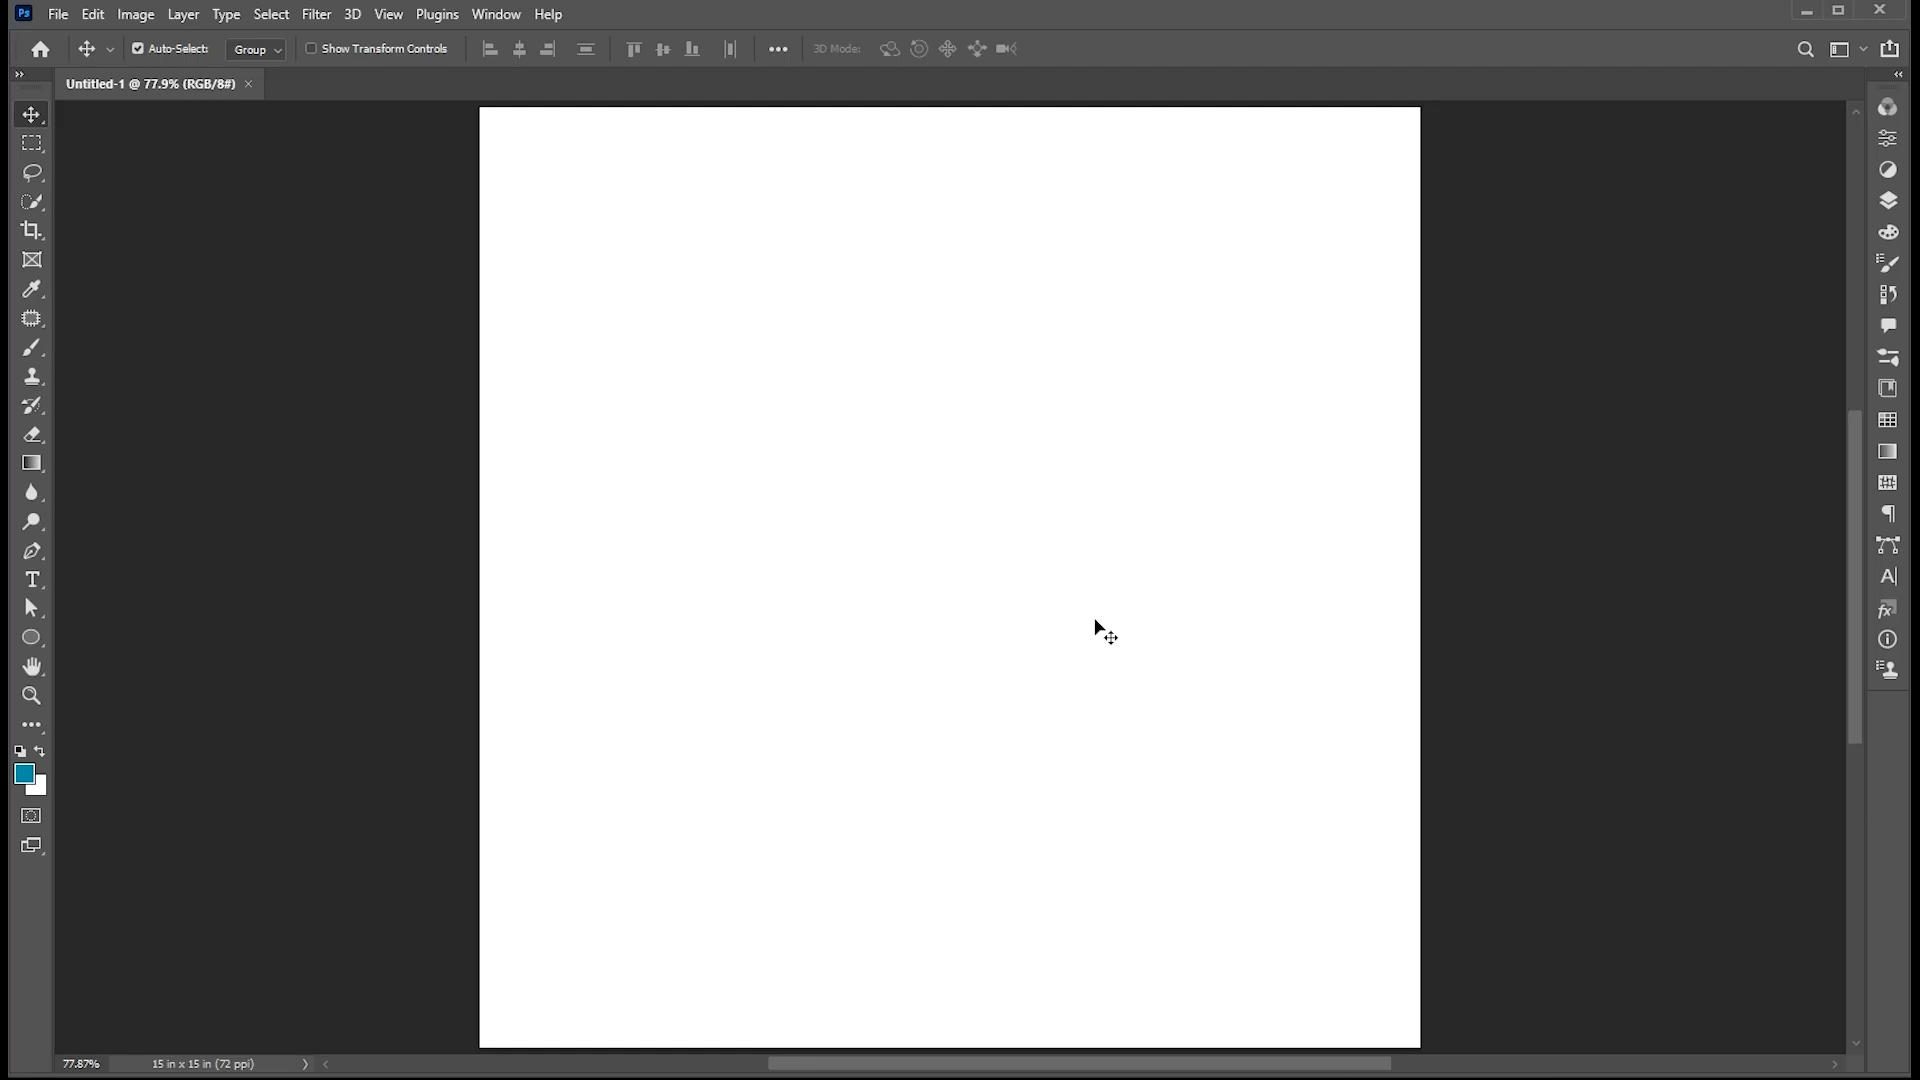 Ps File Edit Image Layer Type Select Filter 3D View Plugins Window Help
Auto-Select: Group Show Transform Controls 3D Mode:
Untitled-1 @ 77.9% (RGB/8#)
77.87% 15 in x 15 in (72 ppi)